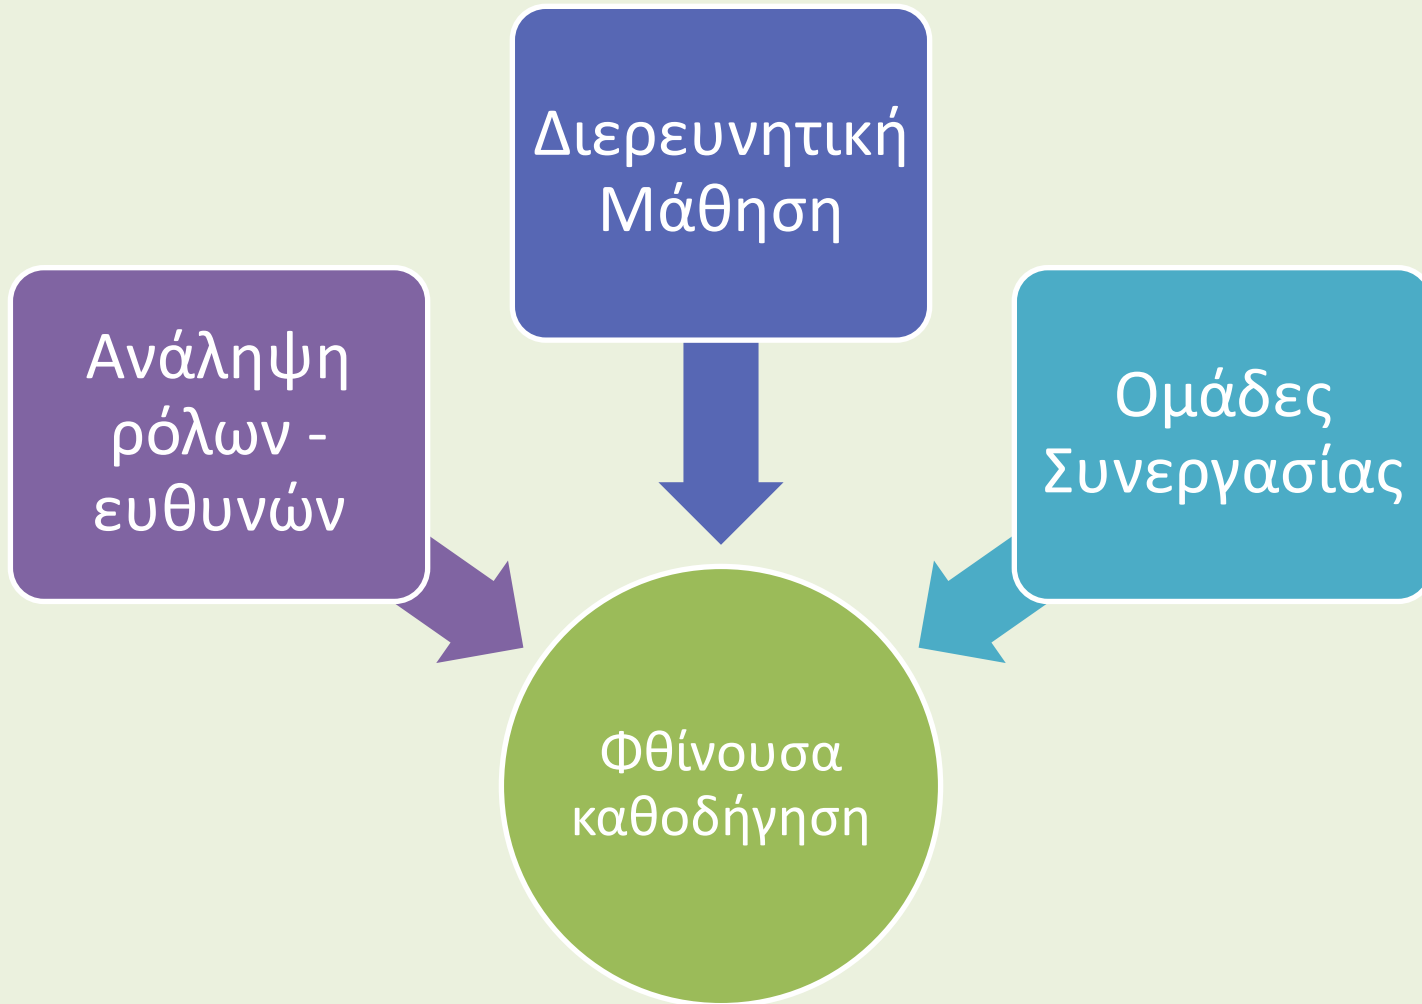 Διερευνητική
Μάθηση
Ανάληψη
ρόλων -
ευθυνών
Ομάδες
Συνεργασίας
Φθίνουσα
καθοδήγηση